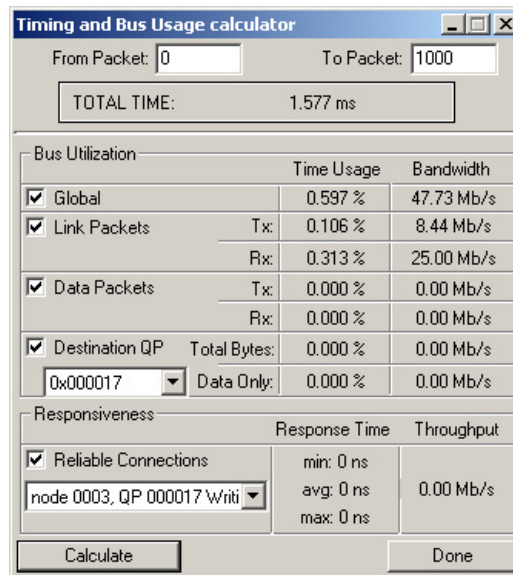 Timing and Bus Usage calculator
From Packet: 0 To Packet: 1000
TOTAL TIME: 1.577 ms
Bus Utilization
Time Usage Bandwidth
Global 0.597 % 47.73 Mb/s
Link Packets Tx: 0.106 % 8.44 Mb/s
Rx: 0.313 % 25.00 Mb/s
Data Packets Tx: 0.000 % 0.00 Mb/s
Rx: 0.000 % 0.00 Mb/s
Destination QP Total Bytes: 0.000 % 0.00 Mb/s
0x000017 Data Only: 0.000 % 0.00 Mb/s
Responsiveness
Response Time Throughput
Reliable Connections min: 0 ns
node 0003, QP 000017 Writi avg: 0 ns 0.00 Mb/s
max: 0 ns
Calculate Done